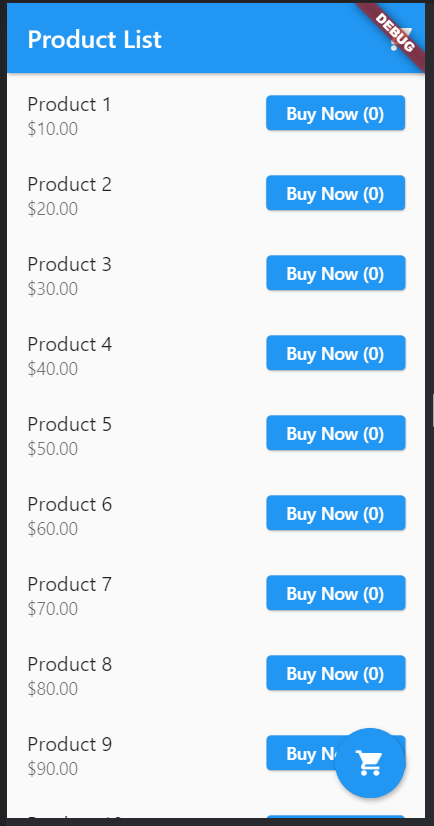 Product List
DEBUG
Product 1
$10.00
Buy Now (0)
Product 2
$20.00
Buy Now (0)
Product 3
$30.00
Buy Now (0)
Product 4
$40.00
Buy Now (0)
Product 5
$50.00
Buy Now (0)
Product 6
$60.00
Buy Now (0)
Product 7
$70.00
Buy Now (0)
Product 8
$80.00
Buy Now (0)
Product 9
$90.00
Buy